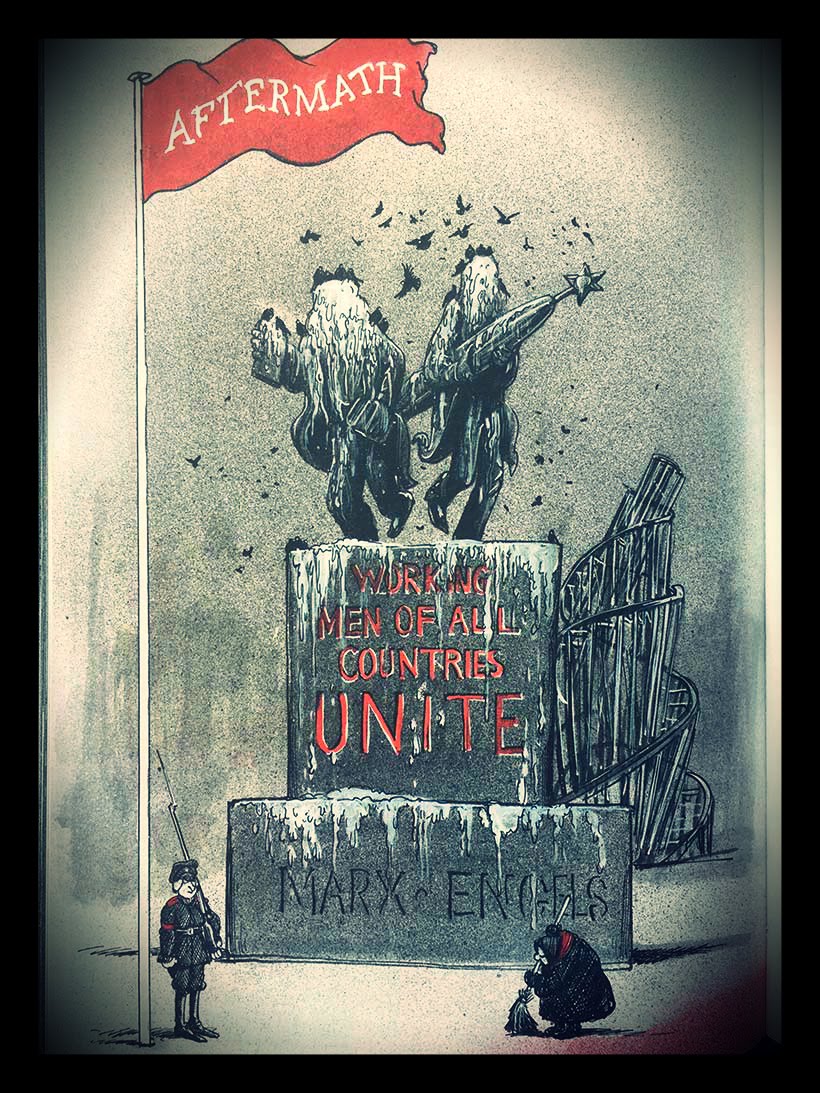 AFTERMATH
WORKING
MEN OF ALL
COUNTRIES
UNITE
MARX & ENGELS